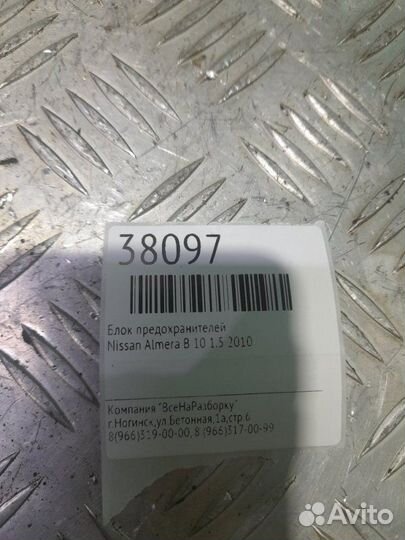 38097
Блок предохранителей
Nissan Almera B 10 1.5 2010
Компания "ВсеНаРазборку"
г.Ногинск,ул.Бетонная,1а,стр.6
8(966)319-00-00, 8 (966)317-00-99
Avito